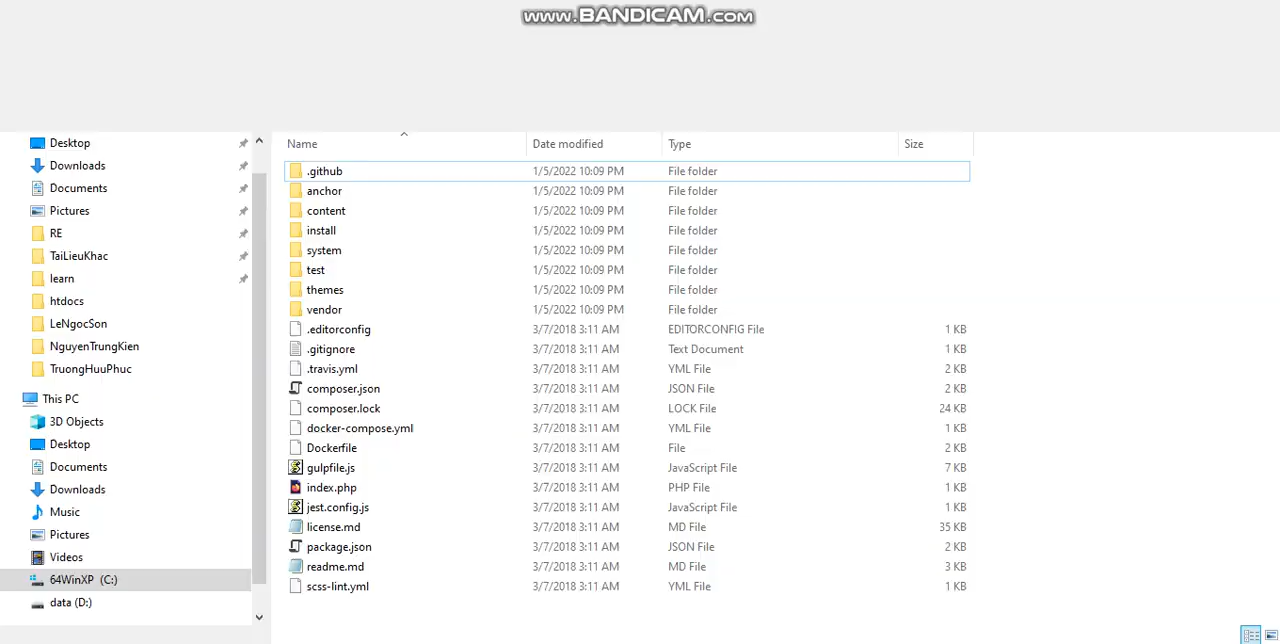 www.BANDICAM.com
Desktop
Downloads
Documents
Pictures
RE
TaiLieuKhac
learn
htdocs
LeNgocSon
NguyenTrungKien
TruongHuuPhuc
This PC
3D Objects
Desktop
Documents
Downloads
Music
Pictures
Videos
64WinXP (C:)
data (D:)
Name Date modified Type Size
.github 1/5/2022 10:09 PM File folder
anchor 1/5/2022 10:09 PM File folder
content 1/5/2022 10:09 PM File folder
install 1/5/2022 10:09 PM File folder
system 1/5/2022 10:09 PM File folder
test 1/5/2022 10:09 PM File folder
themes 1/5/2022 10:09 PM File folder
vendor 1/5/2022 10:09 PM File folder
.editorconfig 3/7/2018 3:11 AM EDITORCONFIG File 1 KB
.gitignore 3/7/2018 3:11 AM Text Document 1 KB
.travis.yml 3/7/2018 3:11 AM YML File 2 KB
composer.json 3/7/2018 3:11 AM JSON File 2 KB
composer.lock 3/7/2018 3:11 AM LOCK File 24 KB
docker-compose.yml 3/7/2018 3:11 AM YML File 1 KB
Dockerfile 3/7/2018 3:11 AM File 2 KB
gulpfile.js 3/7/2018 3:11 AM JavaScript File 7 KB
index.php 3/7/2018 3:11 AM PHP File 1 KB
jest.config.js 3/7/2018 3:11 AM JavaScript File 1 KB
license.md 3/7/2018 3:11 AM MD File 35 KB
package.json 3/7/2018 3:11 AM JSON File 2 KB
readme.md 3/7/2018 3:11 AM MD File 3 KB
scss-lint.yml 3/7/2018 3:11 AM YML File 1 KB